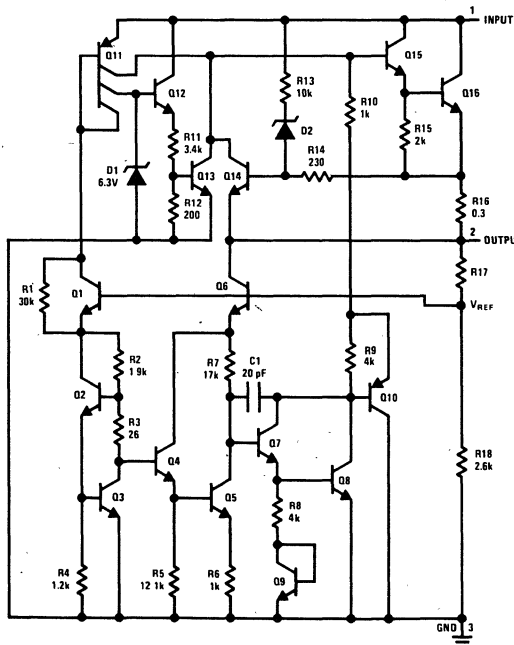 1
INPUT
Q11
Q12
Q15
Q16
R13
10k
R10
1k
D2
R11
3.4k
R15
2k
R14
230
D1
6.3V
Q13
Q14
R12
200
R16
0.3
2
OUTPU
R17
R1
30k
Q1
Q6
VREF
R2
1 9k
R7
17k
C1
20 pF
R9
4k
Q10
Q2
R3
26
Q4
Q7
R18
2.6k
Q3
Q5
Q8
R8
4k
R4
1.2k
R5
12 1k
R6
1k
Q9
GND
3